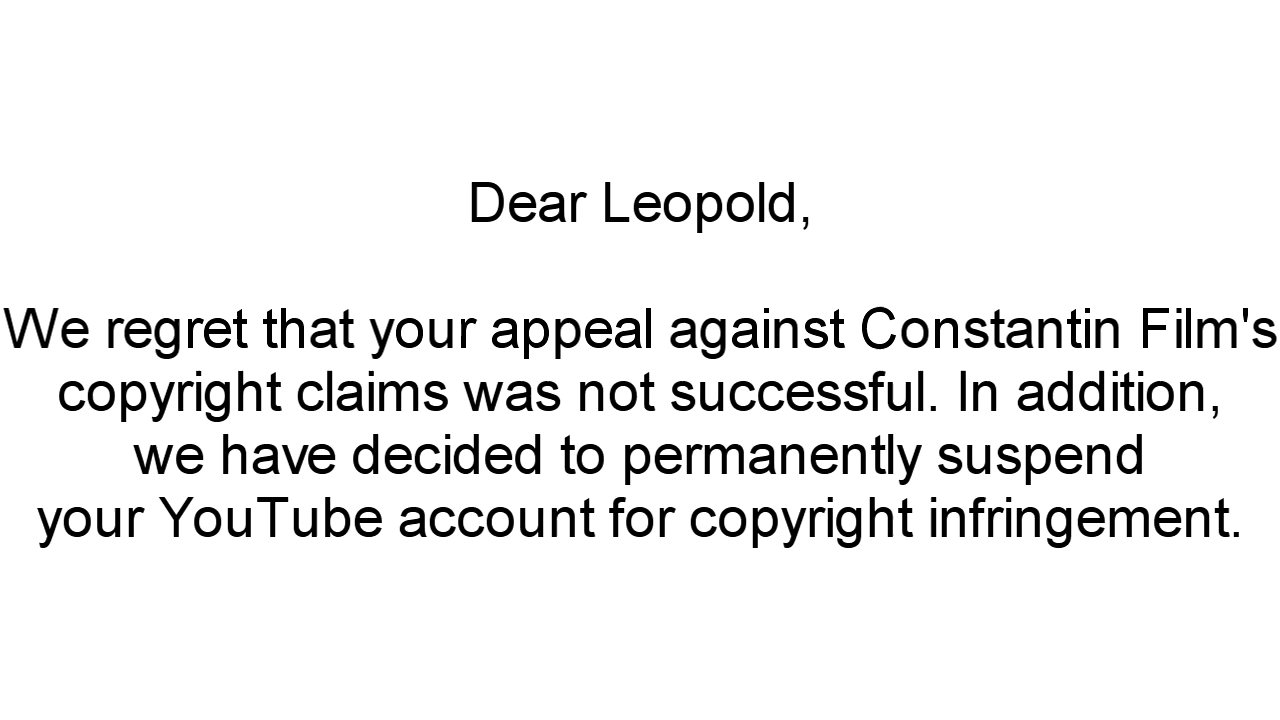 Dear Leopold,
We regret that your appeal against Constantin Film's
copyright claims was not successful. In addition,
we have decided to permanently suspend
your YouTube account for copyright infringement.